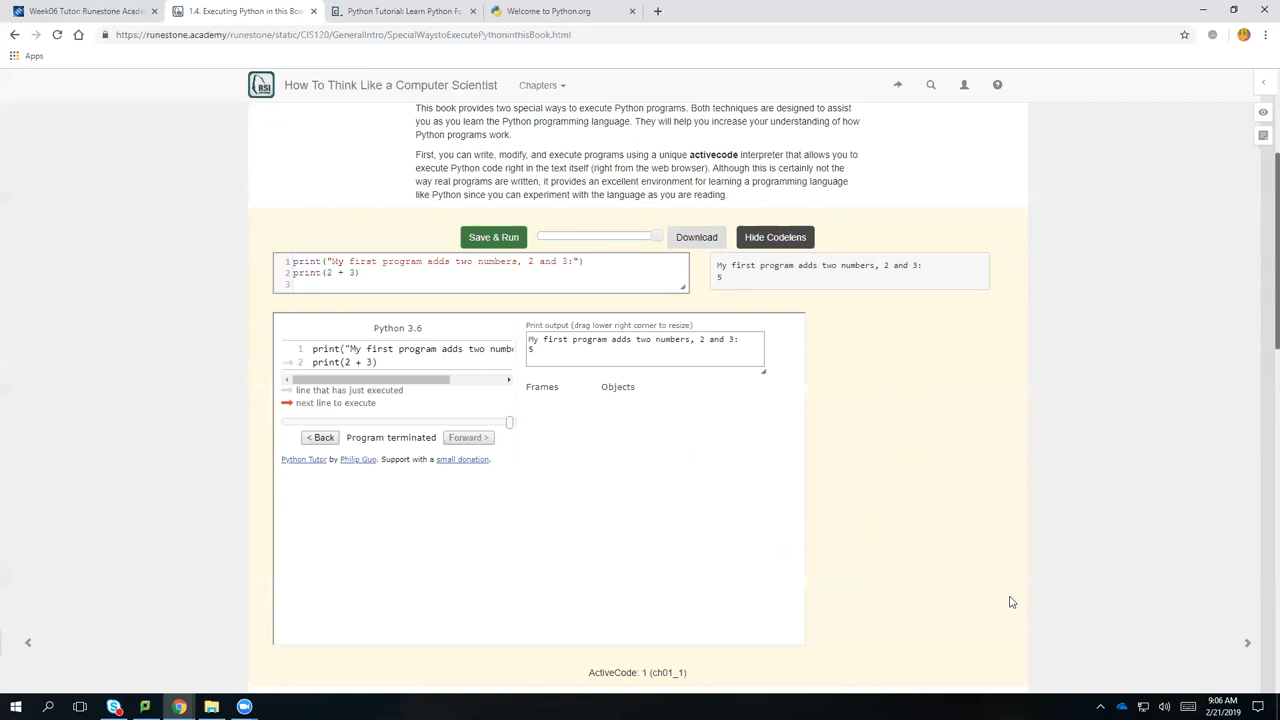 Week06 Tutor: Runestone Acade
1.4. Executing Python in this Boo
Python Tutorial: Learn Python Fo
Welcome to Python.org
https://runestone.academy/runestone/static/CIS120/GeneralIntro/SpecialWaystoExecutePythoninthisBook.html
Apps
RSI
How To Think Like a Computer Scientist
Chapters
This book provides two special ways to execute Python programs. Both techniques are designed to assist
you as you learn the Python programming language. They will help you increase your understanding of how
Python programs work.
First, you can write, modify, and execute programs using a unique activecode interpreter that allows you to
execute Python code right in the text itself (right from the web browser). Although this is certainly not the
way real programs are written, it provides an excellent environment for learning a programming language
like Python since you can experiment with the language as you are reading.
Save & Run
Download
Hide Codelens
1 print("My first program adds two numbers, 2 and 3:")
2 print(2 + 3)
3
My first program adds two numbers, 2 and 3:
5
Python 3.6
1 print("My first program adds two numb
2 print(2 + 3)
line that has just executed
next line to execute
< Back
Program terminated
Forward >
Python Tutor by Philip Guo. Support with a small donation.
Print output (drag lower right corner to resize)
My first program adds two numbers, 2 and 3:
5
Frames
Objects
ActiveCode: 1 (ch01_1)
9:06 AM
2/21/2019